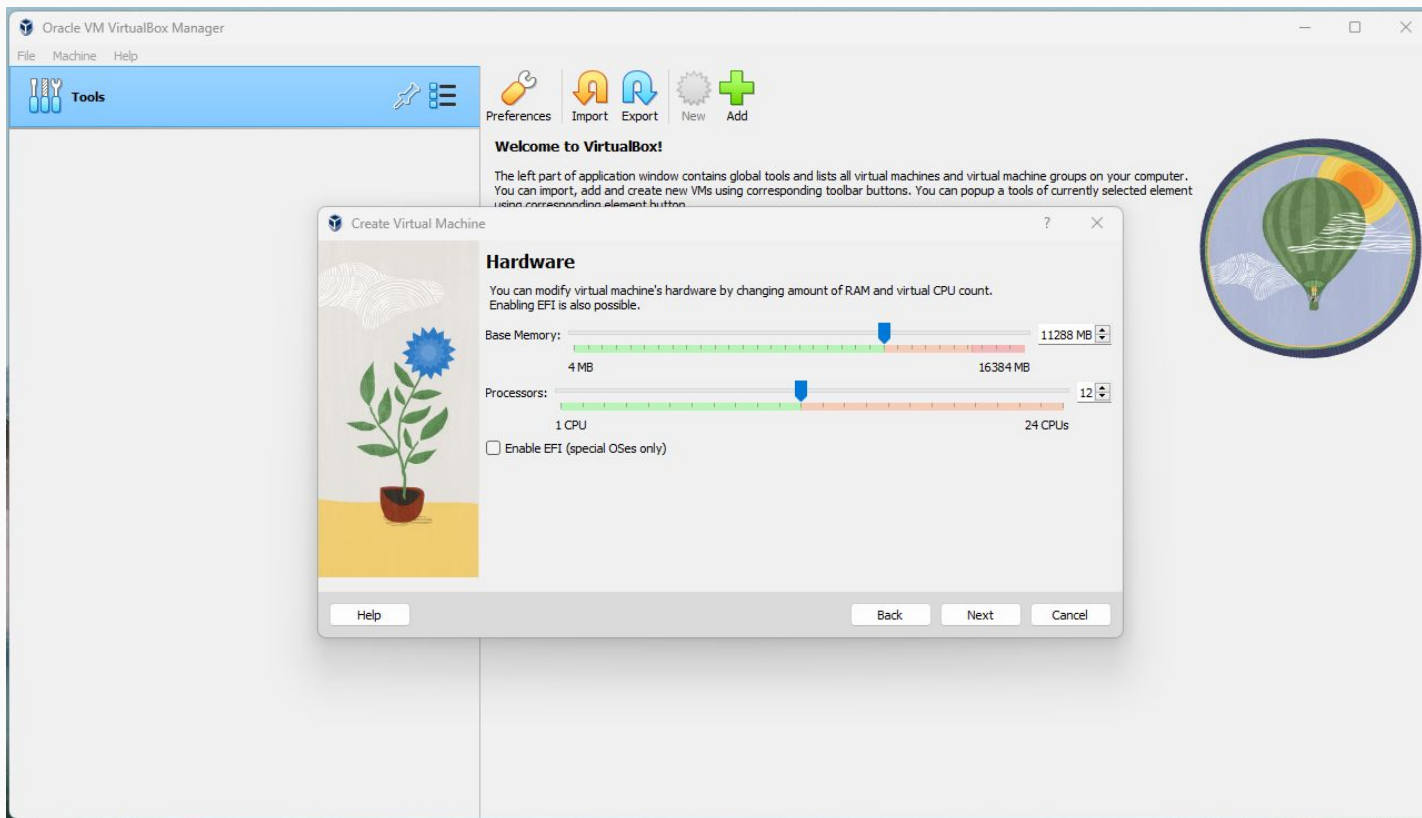 Oracle VM VirtualBox Manager
File Machine Help
Tools
Preferences Import Export New Add
Welcome to VirtualBox!
The left part of application window contains global tools and lists all virtual machines and virtual machine groups on your computer.
You can import, add and create new VMs using corresponding toolbar buttons. You can popup a tools of currently selected element
using corresponding element button
Create Virtual Machine
?
Hardware
You can modify virtual machine's hardware by changing amount of RAM and virtual CPU count.
Enabling EFI is also possible.
Base Memory: 11288 MB
4 MB 16384 MB
Processors: 12
1 CPU 24 CPUs
Enable EFI (special OSes only)
Help Back Next Cancel